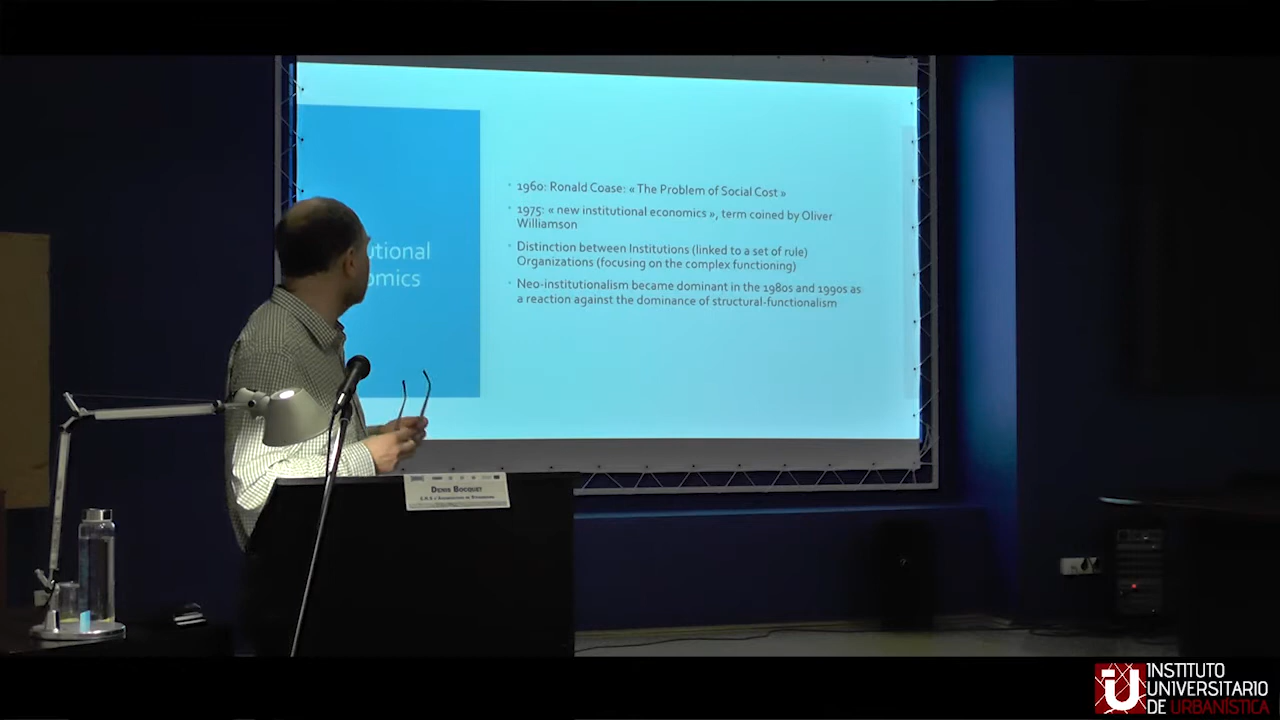 utional
omics
• 1960: Ronald Coase: « The Problem of Social Cost »
• 1975: « new institutional economics », term coined by Oliver
Williamson
• Distinction between Institutions (linked to a set of rule)
Organizations (focusing on the complex functioning)
• Neo-institutionalism became dominant in the 1980s and 1990s as
a reaction against the dominance of structural-functionalism
Denis Bocquet
INSTITUTO
UNIVERSITARIO
DE URBANÍSTICA